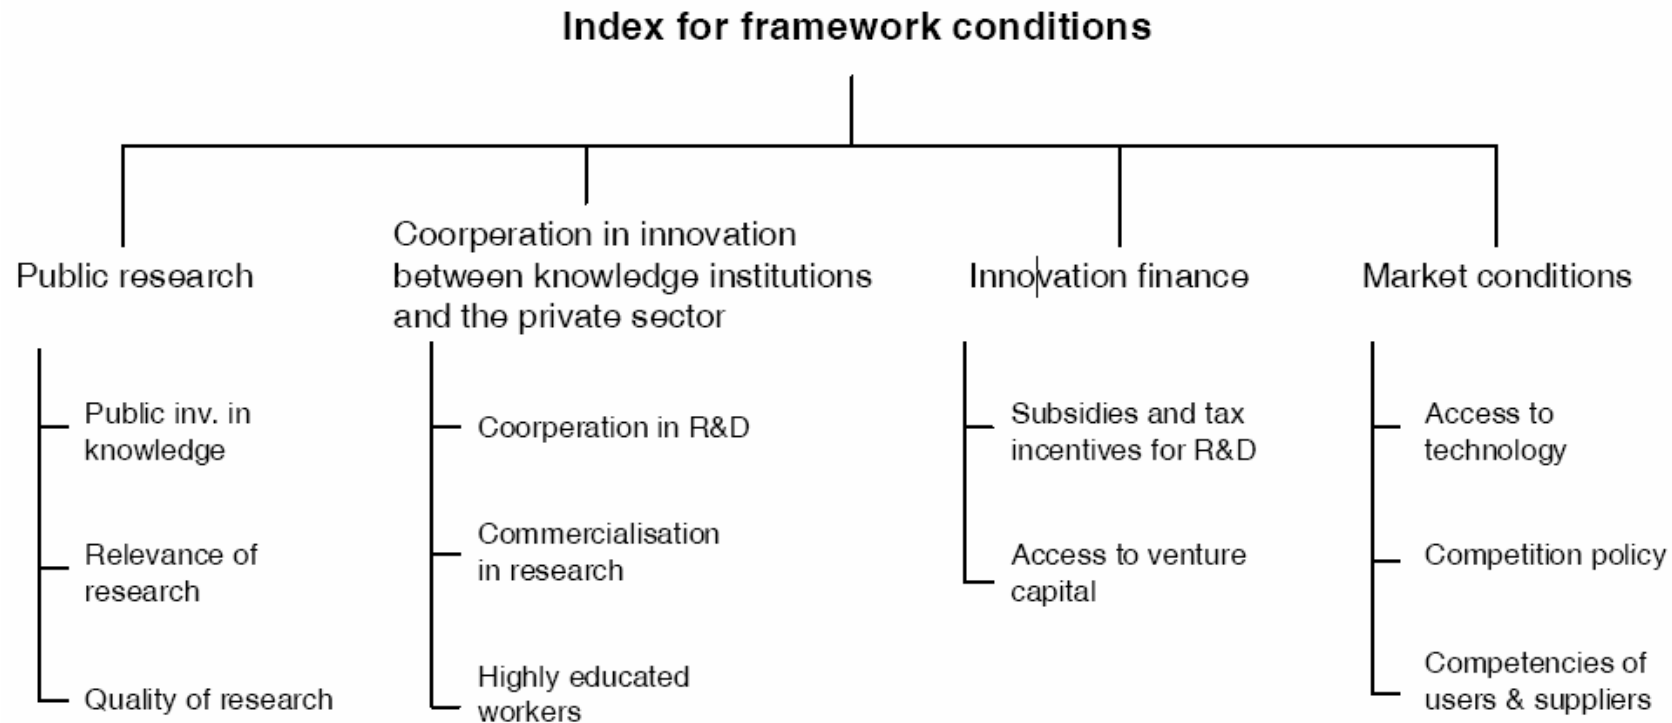 Index for framework conditions
Public research
Coorperation in innovation
between knowledge institutions
and the private sector
Innovation finance
Market conditions
Public inv. in
knowledge
Relevance of
research
Quality of research
Coorperation in R&D
Commercialisation
in research
Highly educated
workers
Subsidies and tax
incentives for R&D
Access to venture
capital
Access to
technology
Competition policy
Competencies of
users & suppliers